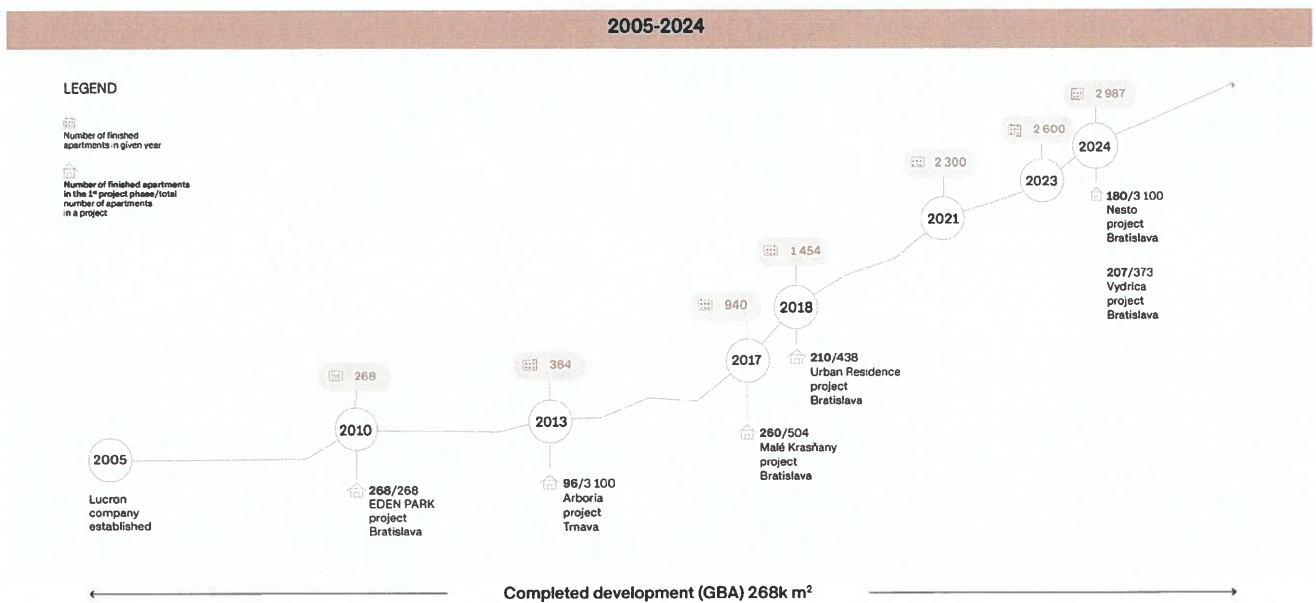 2005-2024
LEGEND
Number of finished
apartments in given year
Number of finished apartments
in the 1st project phase/total
number of apartments
in a project
2005
Lucron
company
established
268
2010
268/268
EDEN PARK
project
Bratislava
364
2013
96/3 100
Arboria
project
Trnava
940
2017
260/504
Malé Krasňany
project
Bratislava
1 454
2018
210/438
Urban Residence
project
Bratislava
2 300
2021
2 600
2023
2 987
2024
180/3 100
Nesto
project
Bratislava
207/373
Vydrica
project
Bratislava
Completed development (GBA) 268k m²